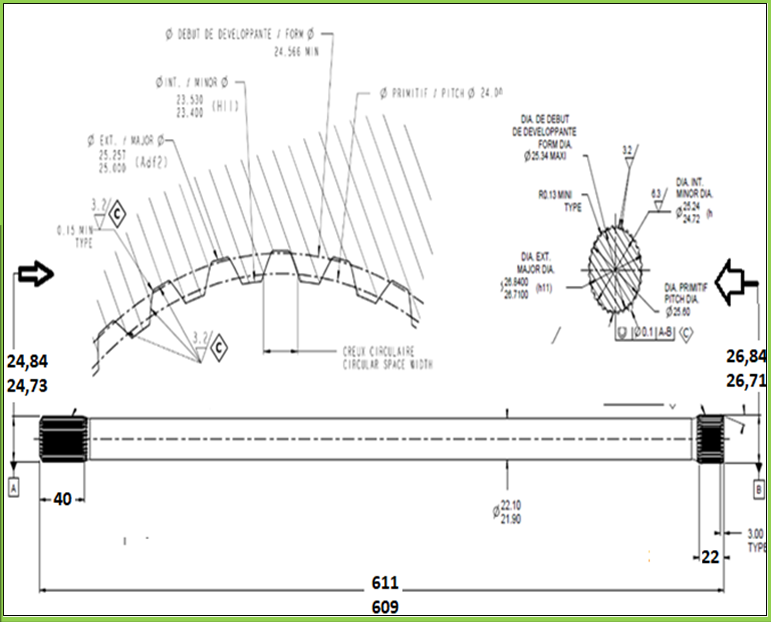 Ø DEBUT DE DEVELOPPANTE / FORM Ø
24.566 MIN
Ø INT. / MINOR Ø
23.530
23.400 (H11)
Ø PRIMITIF / PITCH Ø 24.00
Ø EXT. / MAJOR Ø
25.257
25.000 (Adf2)
3.2
C
0.15 MIN
TYPE
3.2
C
CREUX CIRCULAIRE
CIRCULAR SPACE WIDTH
DIA. DE DEBUT
DE DEVELOPPANTE
FORM DIA.
Ø25.34 MAXI
3.2
R0.13 MINI
TYPE
6.3
DIA. INT.
MINOR DIA.
Ø 25.24
24.72 (h
DIA. EXT.
MAJOR DIA.
26.8400
26.7100 (h11)
DIA. PRIMITIF
PITCH DIA.
Ø25.60
Ø0.1 A-B C
24,84
24,73
26,84
26,71
A
40
Ø 22.10
21.90
B
3.00
TYPE
22
611
609